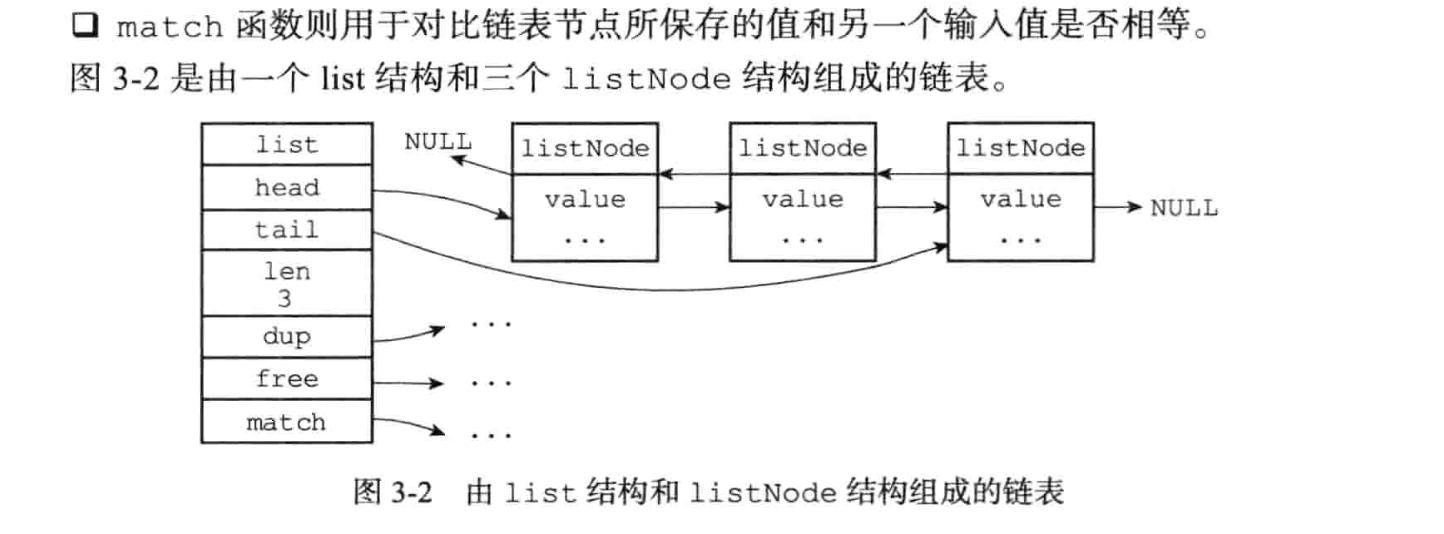 ❑ match 函数则用于对比链表节点所保存的值和另一个输入值是否相等。
图 3-2 是由一个 list 结构和三个 listNode 结构组成的链表。
list
head
tail
len
3
dup
free
match
NULL
listNode
value
...
listNode
value
...
listNode
value
...
NULL
...
...
...
图 3-2 由 list 结构和 listNode 结构组成的链表